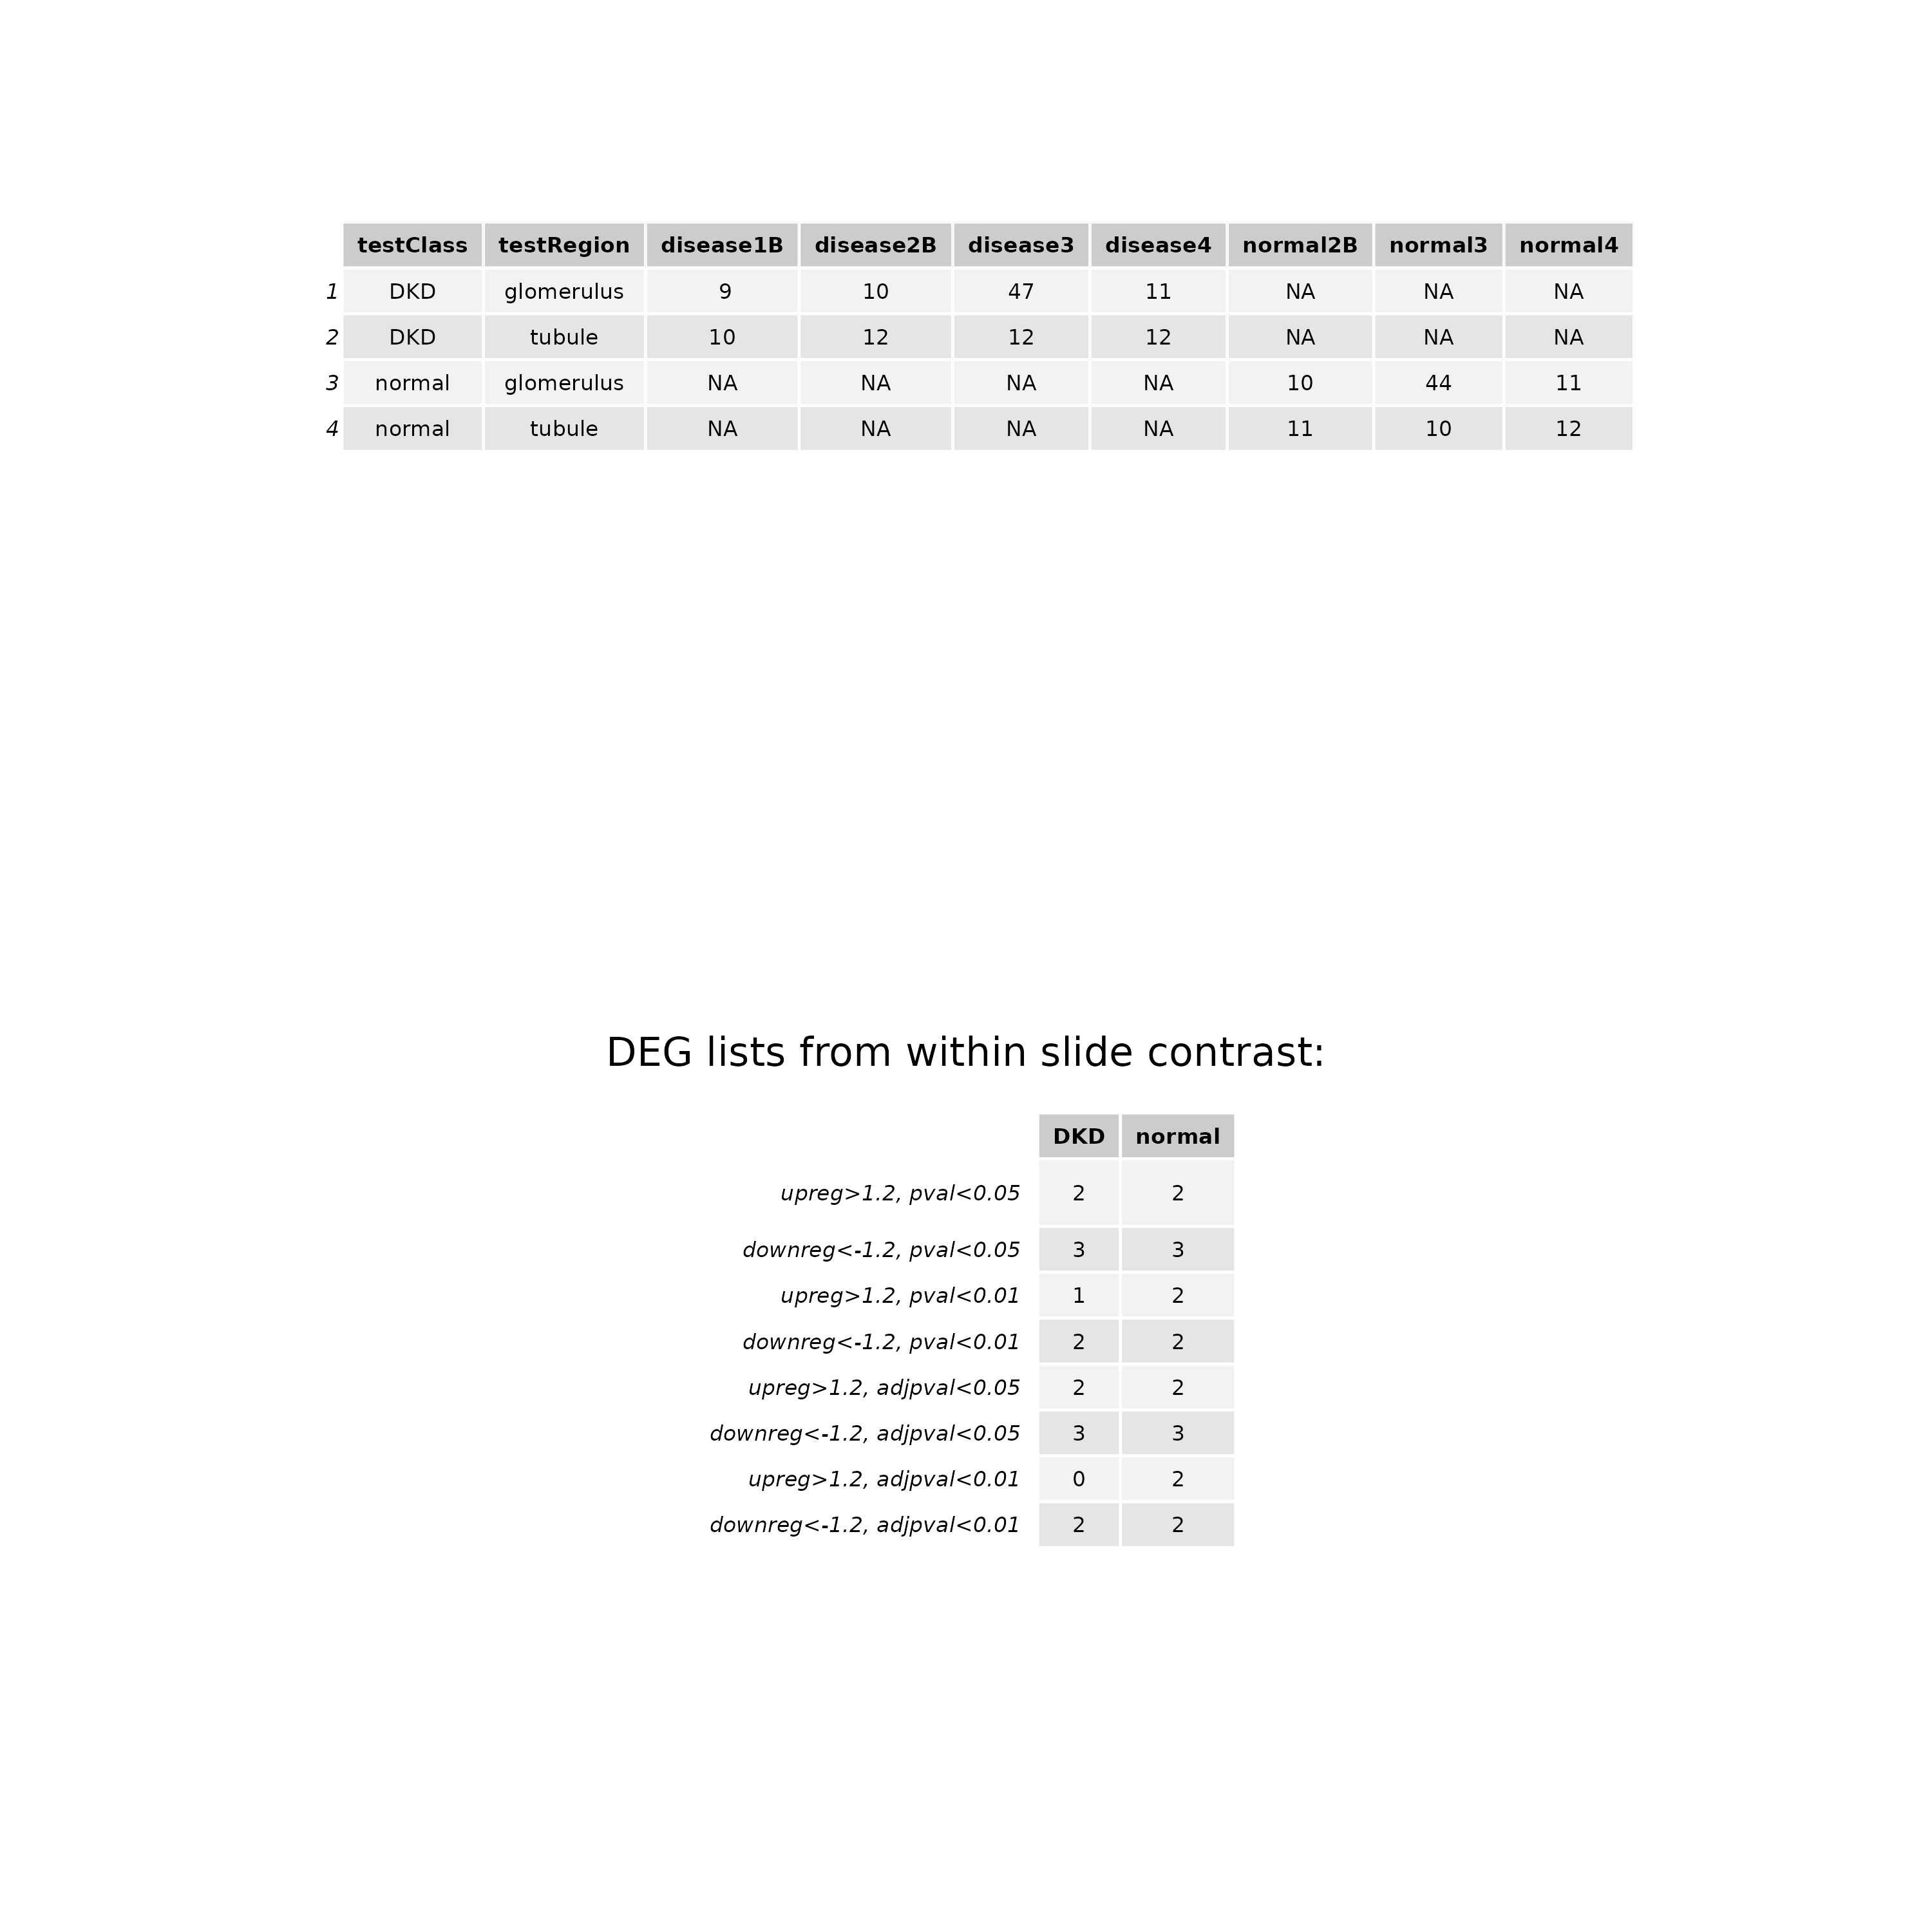 testClass testRegion disease1B disease2B disease3 disease4 normal2B normal3 normal4
1 DKD glomerulus 9 10 47 11 NA NA NA
2 DKD tubule 10 12 12 12 NA NA NA
3 normal glomerulus NA NA NA NA 10 44 11
4 normal tubule NA NA NA NA 11 10 12
DEG lists from within slide contrast:
DKD normal
upreg>1.2, pval<0.05 2 2
downreg<-1.2, pval<0.05 3 3
upreg>1.2, pval<0.01 1 2
downreg<-1.2, pval<0.01 2 2
upreg>1.2, adjpval<0.05 2 2
downreg<-1.2, adjpval<0.05 3 3
upreg>1.2, adjpval<0.01 0 2
downreg<-1.2, adjpval<0.01 2 2